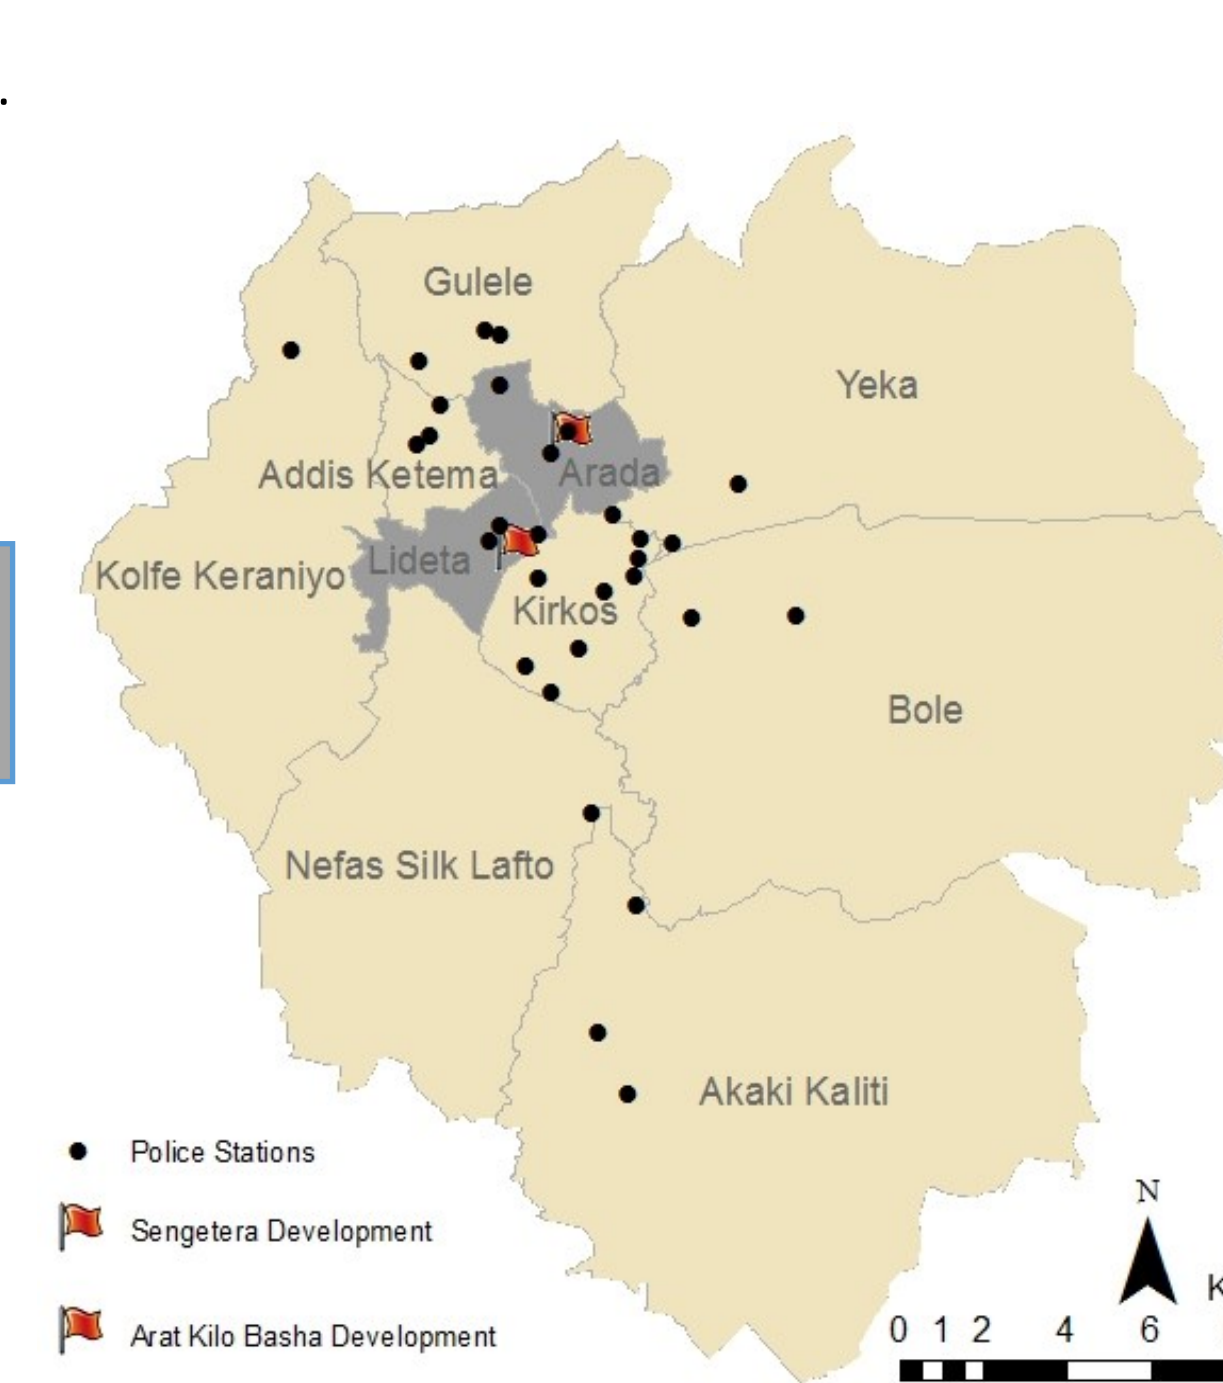 .
Gulele
Yeka
Addis Ketema
Arada
Lideta
Kolfe Keraniyo
Kirkos
Bole
Nefas Silk Lafto
Akaki Kaliti
Police Stations
Sengetera Development
Arat Kilo Basha Development
N
K
0 1 2 4 6